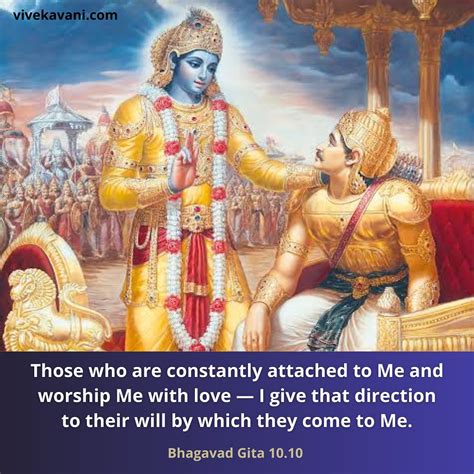 vivekavani.com
Those who are constantly attached to Me and
worship Me with love — I give that direction
to their will by which they come to Me.
Bhagavad Gita 10.10